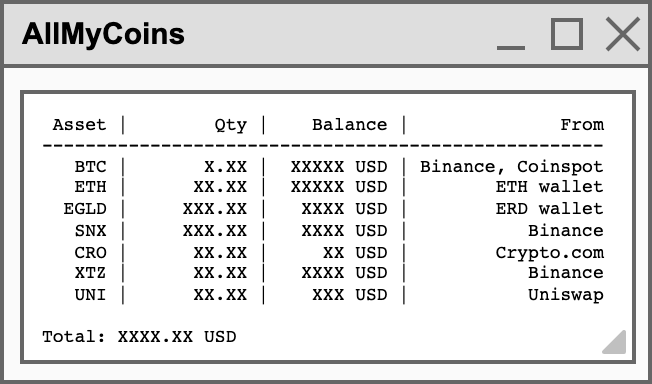 AllMyCoins
Asset | Qty | Balance | From
-----------------------------------------------------
BTC | X.XX | XXXXX USD | Binance, Coinspot
ETH | XX.XX | XXXXX USD | ETH wallet
EGLD | XXX.XX | XXXX USD | ERD wallet
SNX | XXX.XX | XXXX USD | Binance
CRO | XX.XX | XX USD | Crypto.com
XTZ | XX.XX | XXXX USD | Binance
UNI | XX.XX | XXX USD | Uniswap
Total: XXXX.XX USD